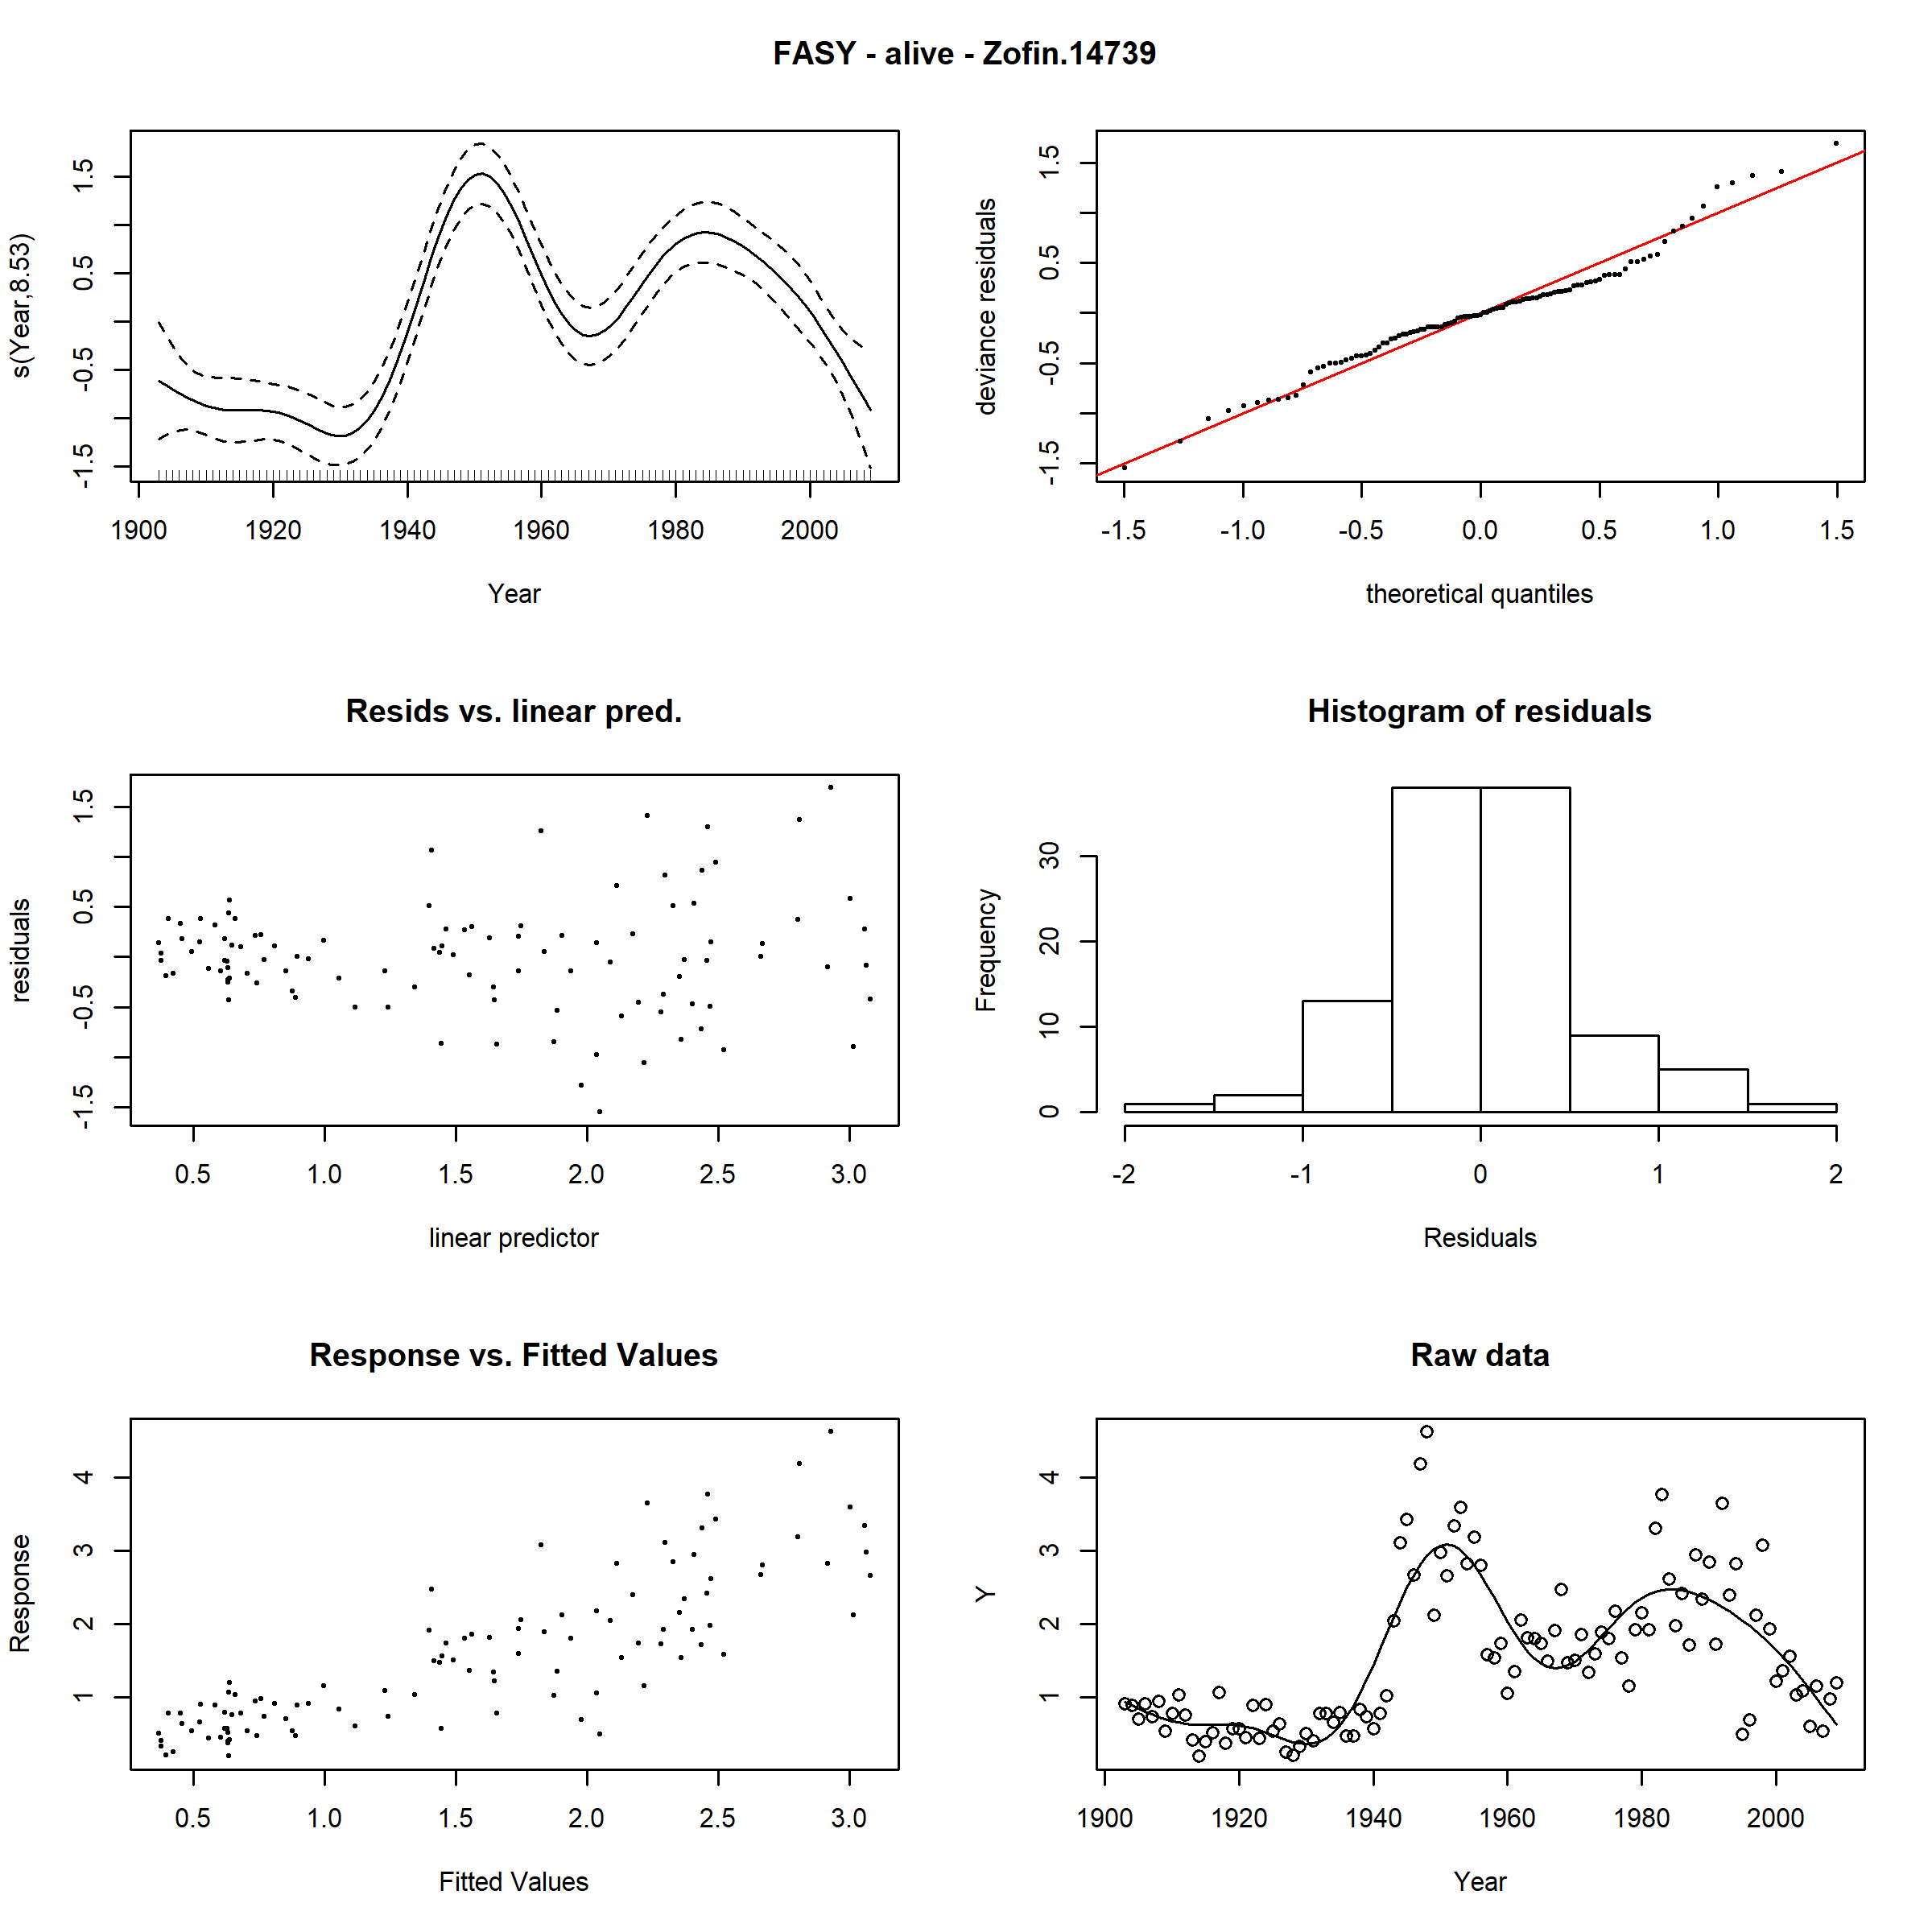 FASY - alive - Zofin.14739
s(Year,8.53)
-1.5 -0.5 0.5 1.5
1900 1920 1940 1960 1980 2000
Year
deviance residuals
-1.5 -0.5 0.5 1.5
-1.5 -1.0 -0.5 0.0 0.5 1.0 1.5
theoretical quantiles
Resids vs. linear pred.
residuals
-1.5 -0.5 0.5 1.5
0.5 1.0 1.5 2.0 2.5 3.0
linear predictor
Histogram of residuals
Frequency
0 10 20 30
-2 -1 0 1 2
Residuals
Response vs. Fitted Values
Response
1 2 3 4
0.5 1.0 1.5 2.0 2.5 3.0
Fitted Values
Raw data
Y
1 2 3 4
1900 1920 1940 1960 1980 2000
Year